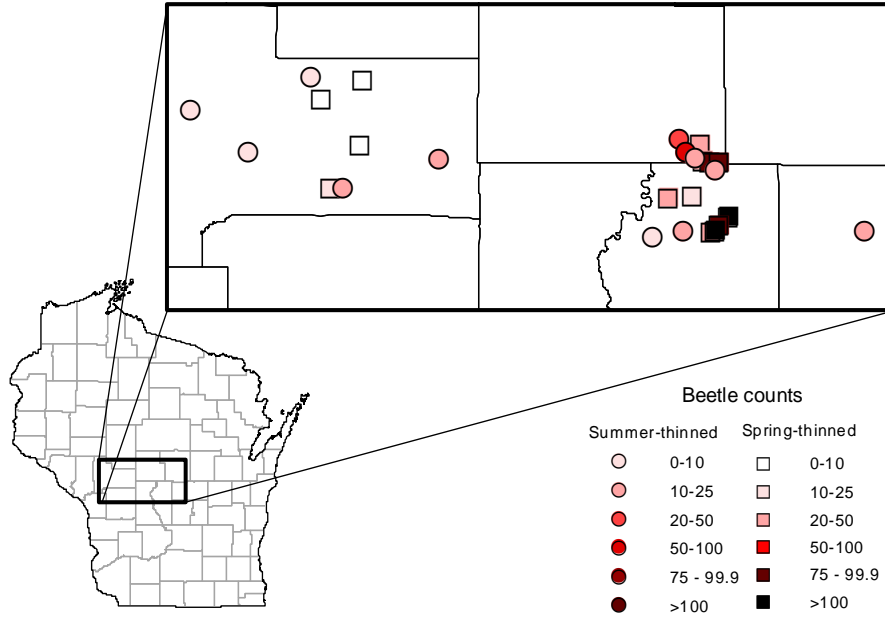 Beetle counts
Summer-thinned Spring-thinned
0-10 0-10
10-25 10-25
20-50 20-50
50-100 50-100
75 - 99.9 75 - 99.9
>100 >100